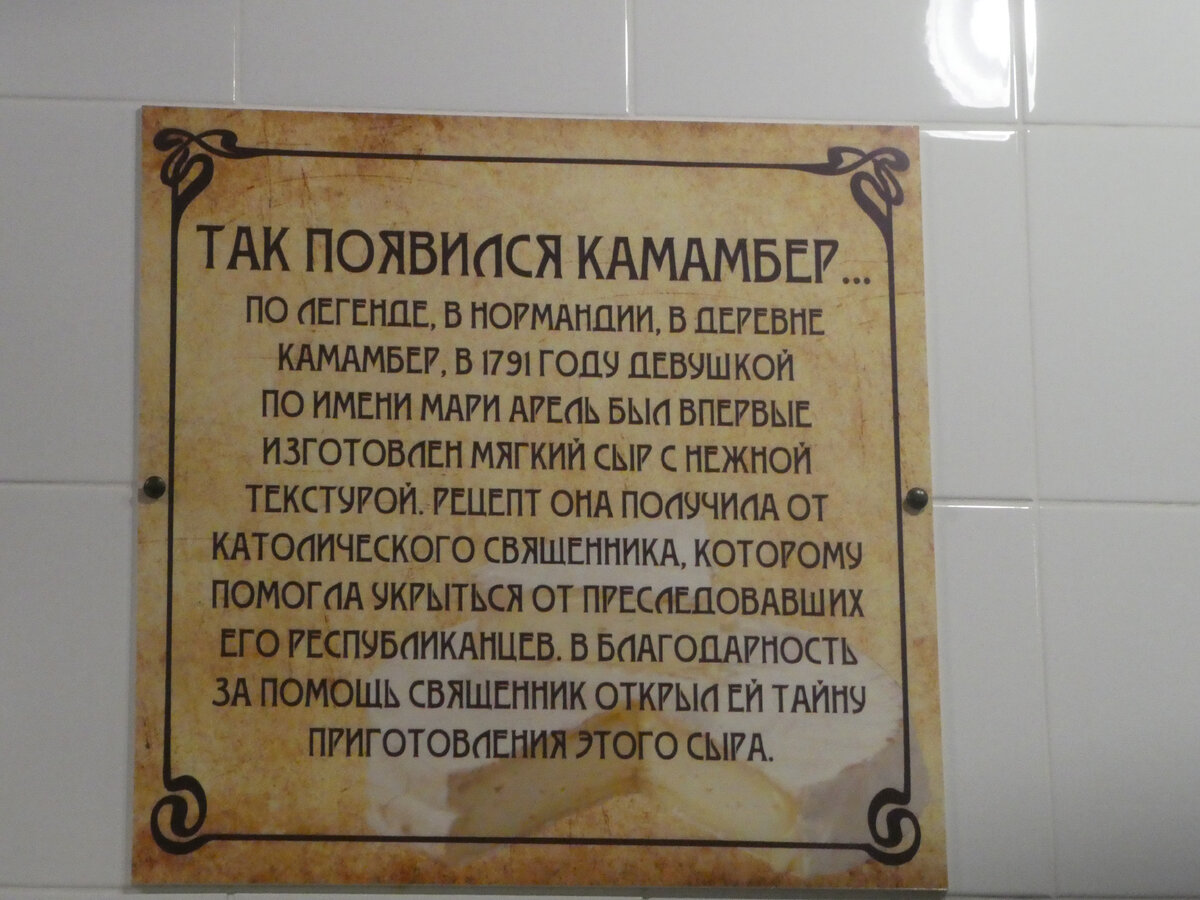 ТАК ПОЯВИЛСЯ КАМАМБЕР...
ПО ЛЕГЕНДЕ, В НОРМАНДИИ, В ДЕРЕВНЕ
КАМАМБЕР, В 1791 ГОДУ ДЕВУШКОЙ
ПО ИМЕНИ МАРИ АРЕЛЬ БЫЛ ВПЕРВЫЕ
ИЗГОТОВЛЕН МЯГКИЙ СЫР С НЕЖНОЙ
ТЕКСТУРОЙ. РЕЦЕПТ ОНА ПОЛУЧИЛА ОТ
КАТОЛИЧЕСКОГО СВЯЩЕННИКА, КОТОРОМУ
ПОМОГЛА УКРЫТЬСЯ ОТ ПРЕСЛЕДОВАВШИХ
ЕГО РЕСПУБЛИКАНЦЕВ. В БЛАГОДАРНОСТЬ
ЗА ПОМОЩЬ СВЯЩЕННИК ОТКРЫЛ ЕЙ ТАЙНУ
ПРИГОТОВЛЕНИЯ ЭТОГО СЫРА.